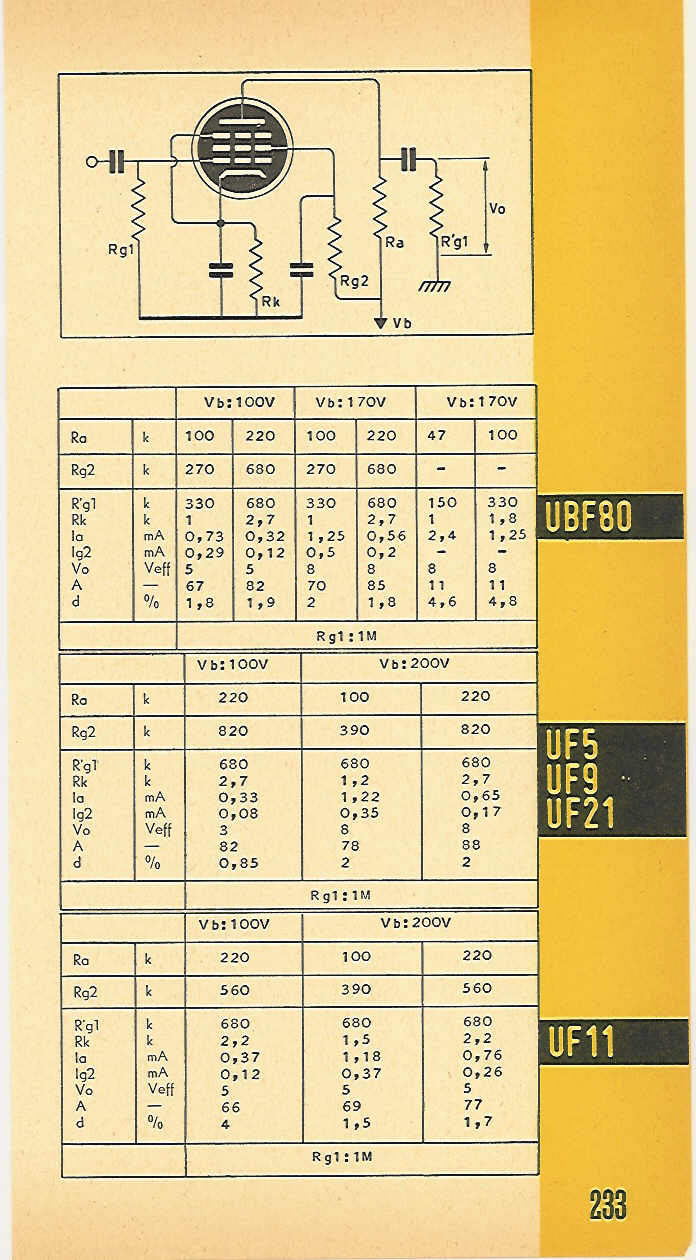 Vo
Rg1
Ra
R'g1
Rg2
Rk
Vb
Vb:100V Vb:170V Vb:170V
Ra k 100 220 100 220 47 100
Rg2 k 270 680 270 680 – –
R'g1 k 330 680 330 680 150 330
Rk k 1 2,7 1 2,7 1 1,8
Ia mA 0,73 0,32 1,25 0,56 2,4 1,25
Ig2 mA 0,29 0,12 0,5 0,2 – –
Vo Veff 5 5 8 8 8 8
A — 67 82 70 85 11 11
d % 1,8 1,9 2 1,8 4,6 4,8
Rg1:1M
UBF80
Vb:100V Vb:200V
Ra k 220 100 220
Rg2 k 820 390 820
R'g1 k 680 680 680
Rk k 2,7 1,2 2,7
Ia mA 0,33 1,22 0,65
Ig2 mA 0,08 0,35 0,17
Vo Veff 3 8 8
A — 82 78 88
d % 0,85 2 2
Rg1:1M
UF5
UF9
UF21
Vb:100V Vb:200V
Ra k 220 100 220
Rg2 k 560 390 560
R'g1 k 680 680 680
Rk k 2,2 1,5 2,2
Ia mA 0,37 1,18 0,76
Ig2 mA 0,12 0,37 0,26
Vo Veff 5 5 5
A — 66 69 77
d % 4 1,5 1,7
Rg1:1M
UF11
233